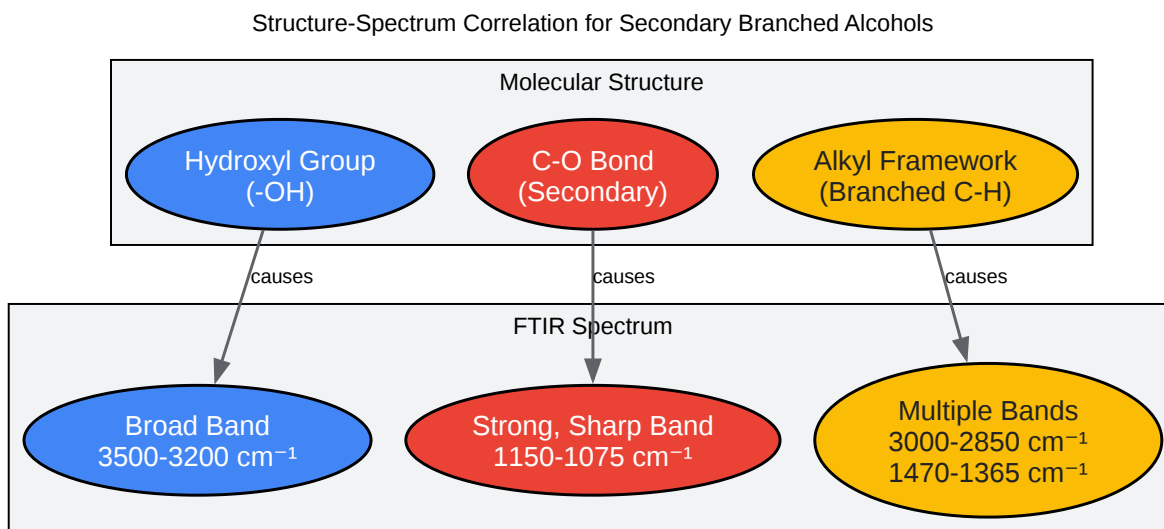 Structure-Spectrum Correlation for Secondary Branched Alcohols
Molecular Structure
Hydroxyl Group
(-OH)
C-O Bond
(Secondary)
Alkyl Framework
(Branched C-H)
causes
causes
causes
FTIR Spectrum
Broad Band
3500-3200 cm⁻¹
Strong, Sharp Band
1150-1075 cm⁻¹
Multiple Bands
3000-2850 cm⁻¹
1470-1365 cm⁻¹